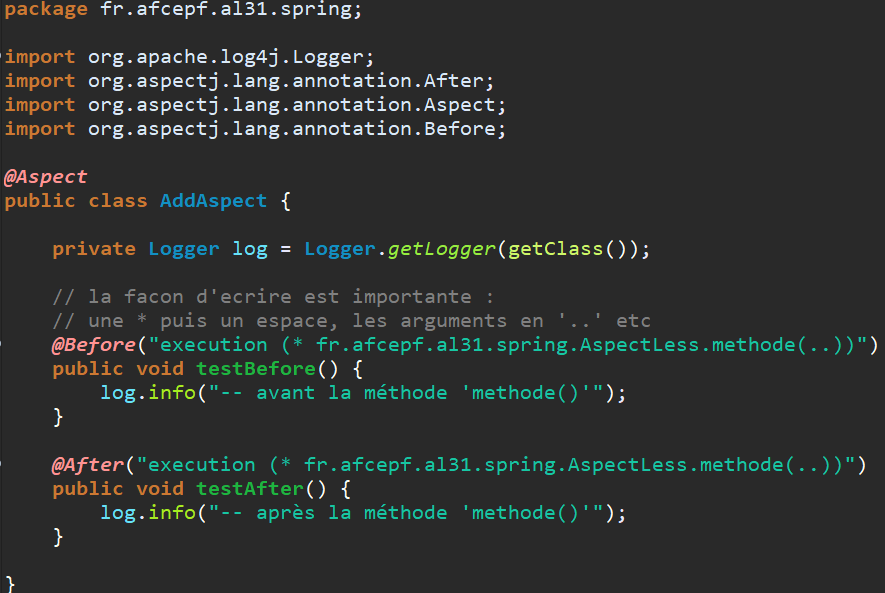 package fr.afcepf.al31.spring;
import org.apache.log4j.Logger;
import org.aspectj.lang.annotation.After;
import org.aspectj.lang.annotation.Aspect;
import org.aspectj.lang.annotation.Before;
@Aspect
public class AddAspect {
private Logger log = Logger.getLogger(getClass());
// la facon d'ecrire est importante :
// une * puis un espace, les arguments en '..' etc
@Before("execution (* fr.afcepf.al31.spring.AspectLess.methode(..))")
public void testBefore() {
log.info("-- avant la méthode 'methode()'");
}
@After("execution (* fr.afcepf.al31.spring.AspectLess.methode(..))")
public void testAfter() {
log.info("-- après la méthode 'methode()'");
}
}